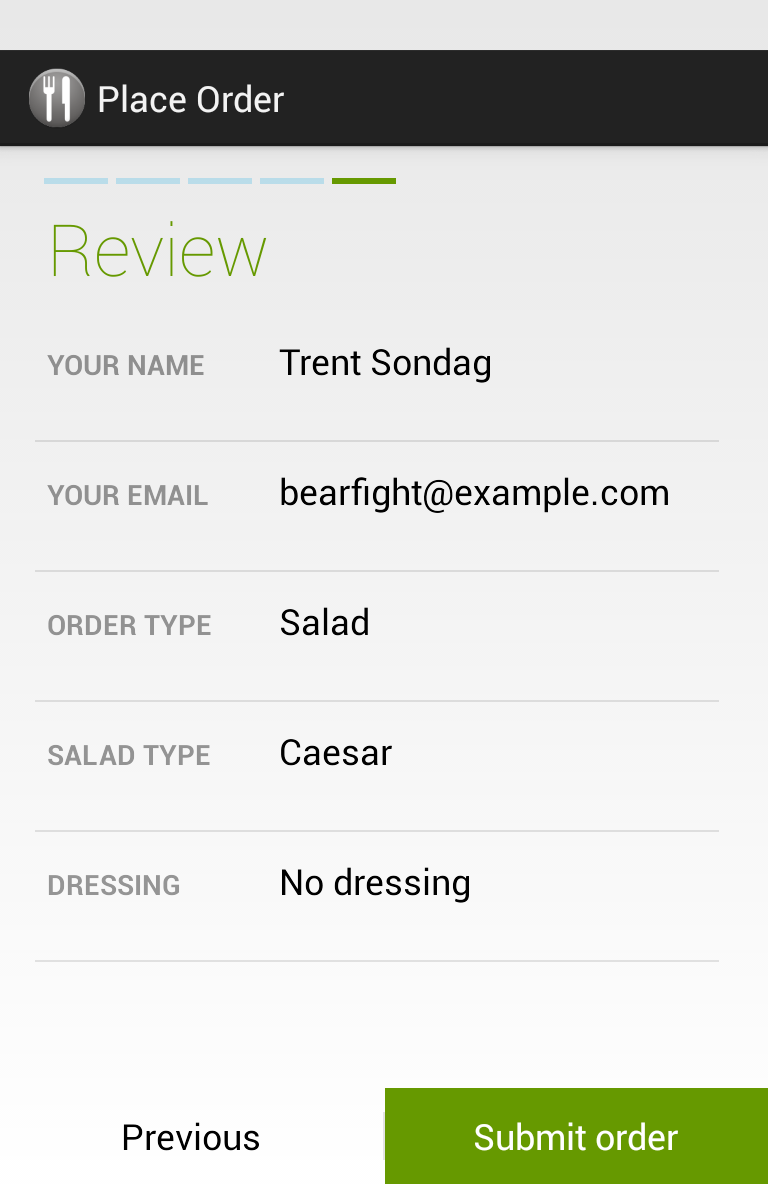 Place Order
Review
YOUR NAME Trent Sondag
YOUR EMAIL bearfight@example.com
ORDER TYPE Salad
SALAD TYPE Caesar
DRESSING No dressing
Previous Submit order